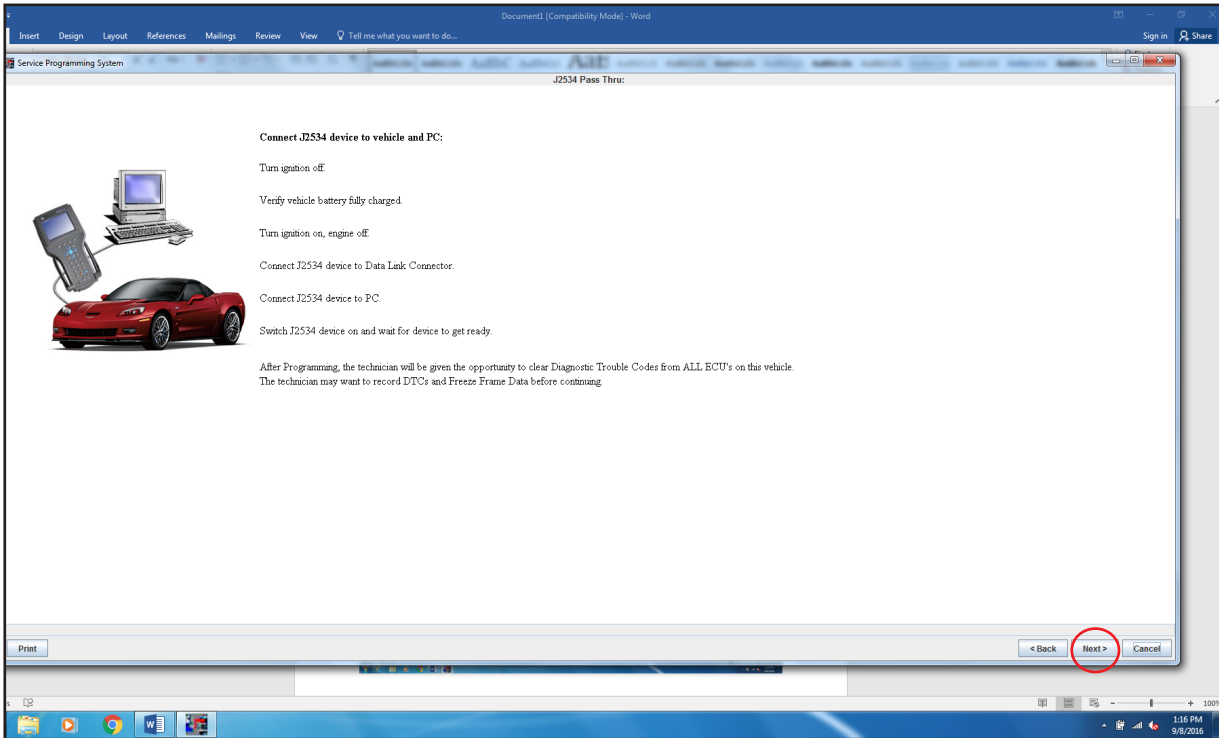 Document1 [Compatibility Mode] - Word
Insert Design Layout References Mailings Review View Tell me what you want to do... Sign in Share
Service Programming System
J2534 Pass Thru:
Connect J2534 device to vehicle and PC:
Turn ignition off.
Verify vehicle battery fully charged.
Turn ignition on, engine off.
Connect J2534 device to Data Link Connector.
Connect J2534 device to PC.
Switch J2534 device on and wait for device to get ready.
After Programming, the technician will be given the opportunity to clear Diagnostic Trouble Codes from ALL ECU's on this vehicle.
The technician may want to record DTCs and Freeze Frame Data before continuing.
Print < Back Next > Cancel
100%
1:16 PM
9/8/2016